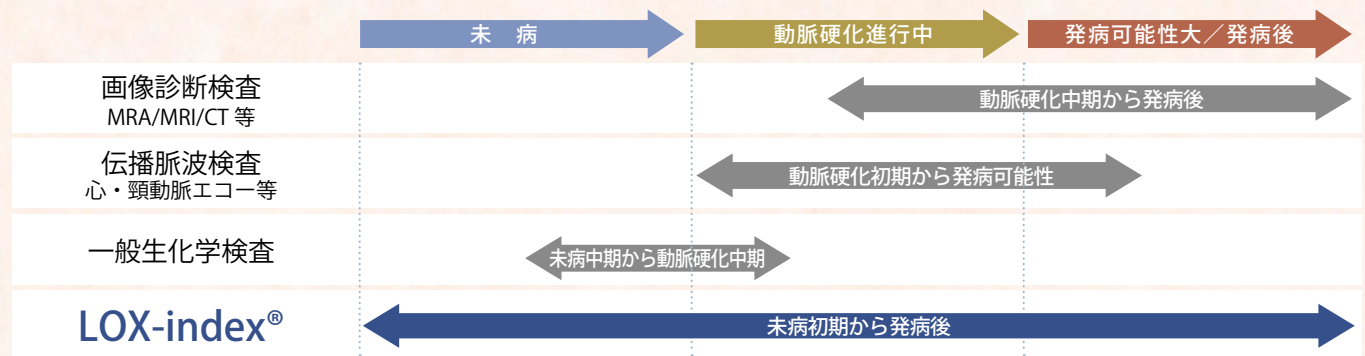 未　病
動脈硬化進行中
発病可能性大／発病後
画像診断検査
MRA/MRI/CT 等
動脈硬化中期から発病後
伝播脈波検査
心・頸動脈エコー等
動脈硬化初期から発病可能性
一般生化学検査
未病中期から動脈硬化中期
LOX-index®
未病初期から発病後